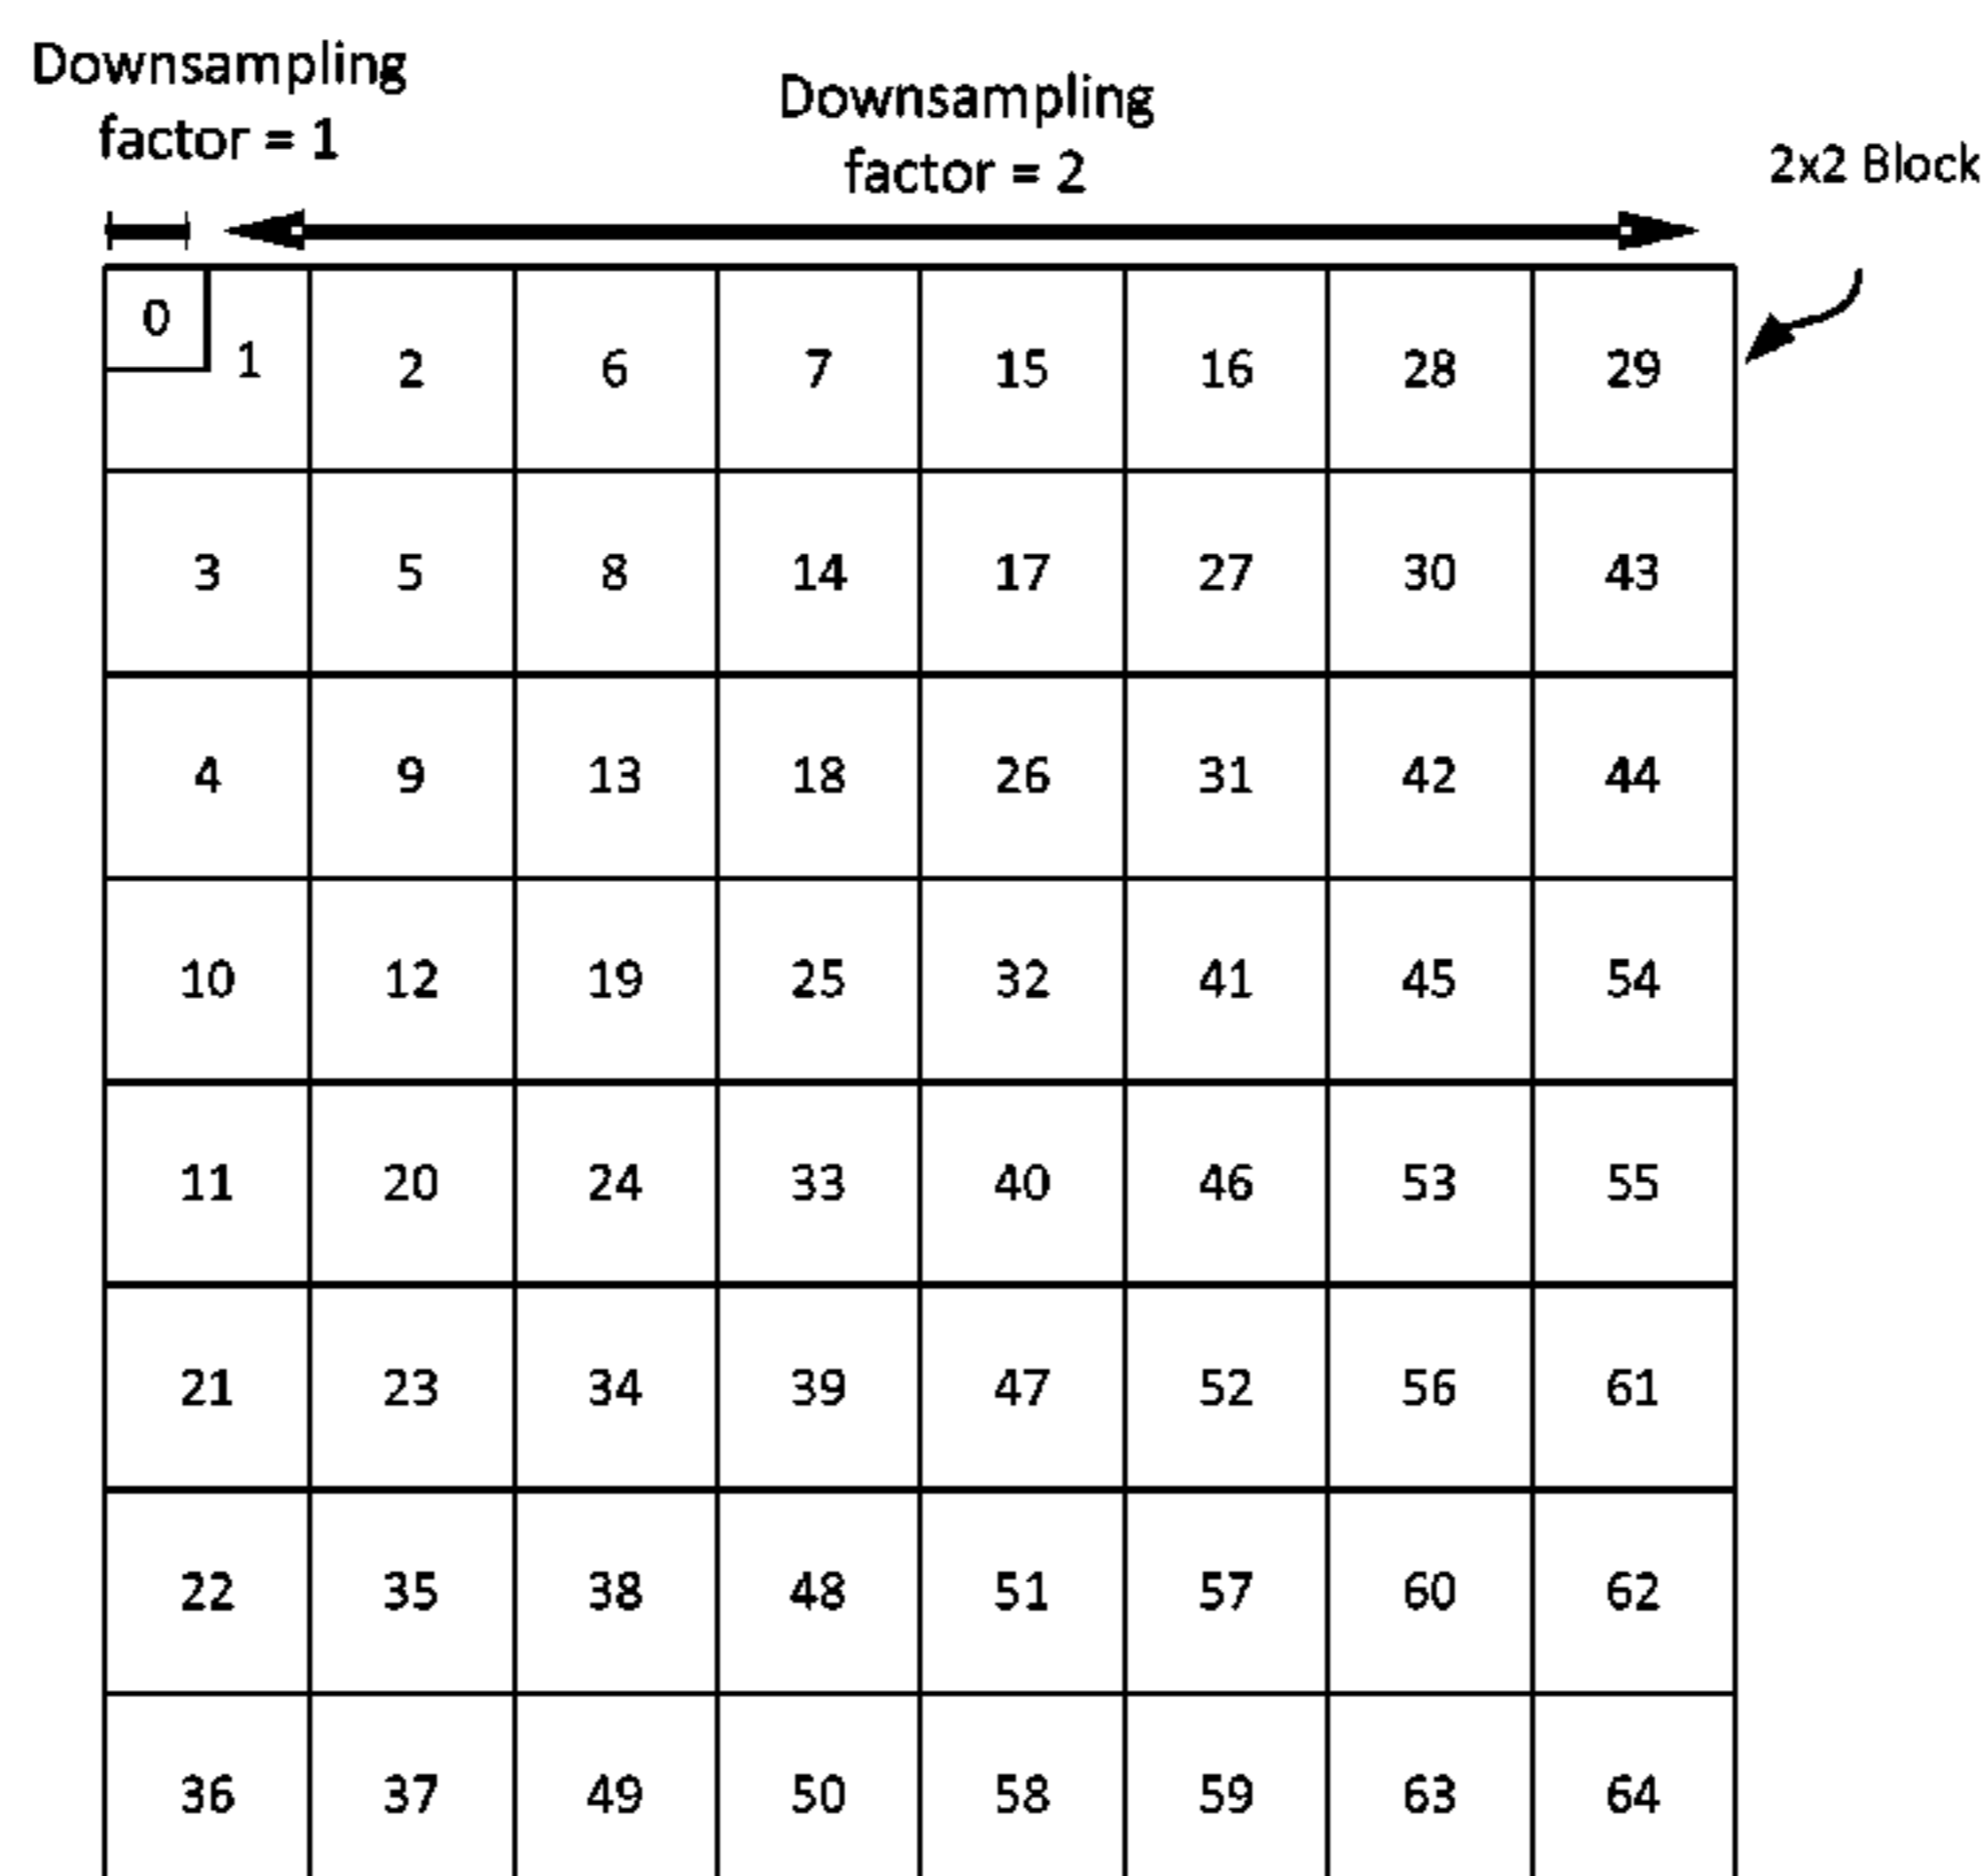 Downsampling
factor = 1
Downsampling
factor = 2
2x2 Block
0
1 2 6 7 15 16 28 29
3 5 8 14 17 27 30 43
4 9 13 18 26 31 42 44
10 12 19 25 32 41 45 54
11 20 24 33 40 46 53 55
21 23 34 39 47 52 56 61
22 35 38 48 51 57 60 62
36 37 49 50 58 59 63 64